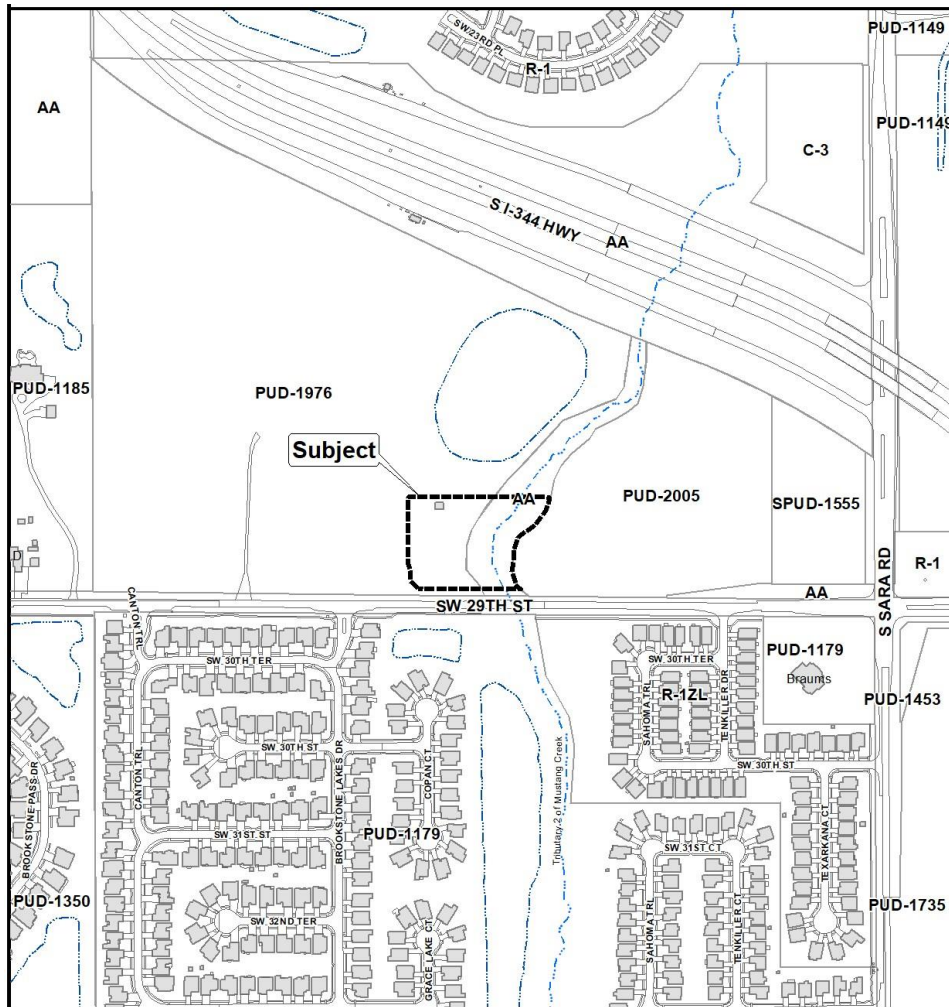 PUD-1149
SW 23RD PL
R-1
AA
PUD-1149
C-3
S I-344 HWY
AA
PUD-1185
PUD-1976
Subject
AA
PUD-2005
SPUD-1555
D
R-1
AA
S SARA RD
SW 29TH ST
CANTON TRL
SW 30TH TER
SW 30TH TER
PUD-1179
Braums
R-1ZL
SAHOMA TRL
TENKILLER DR
PUD-1453
SW 30TH ST
COPAN CT
CANTON TRL
BROOKSTONE LAKES DR
SW 30TH ST
Tributary 2 of Mustang Creek
BROOKSTONE PASS DR
SW 31ST ST
PUD-1179
SW 31ST CT
TEXARKANA CT
PUD-1350
SW 32ND TER
GRACE LAKE CT
SAHOMA TRL
TENKILLER CT
PUD-1735